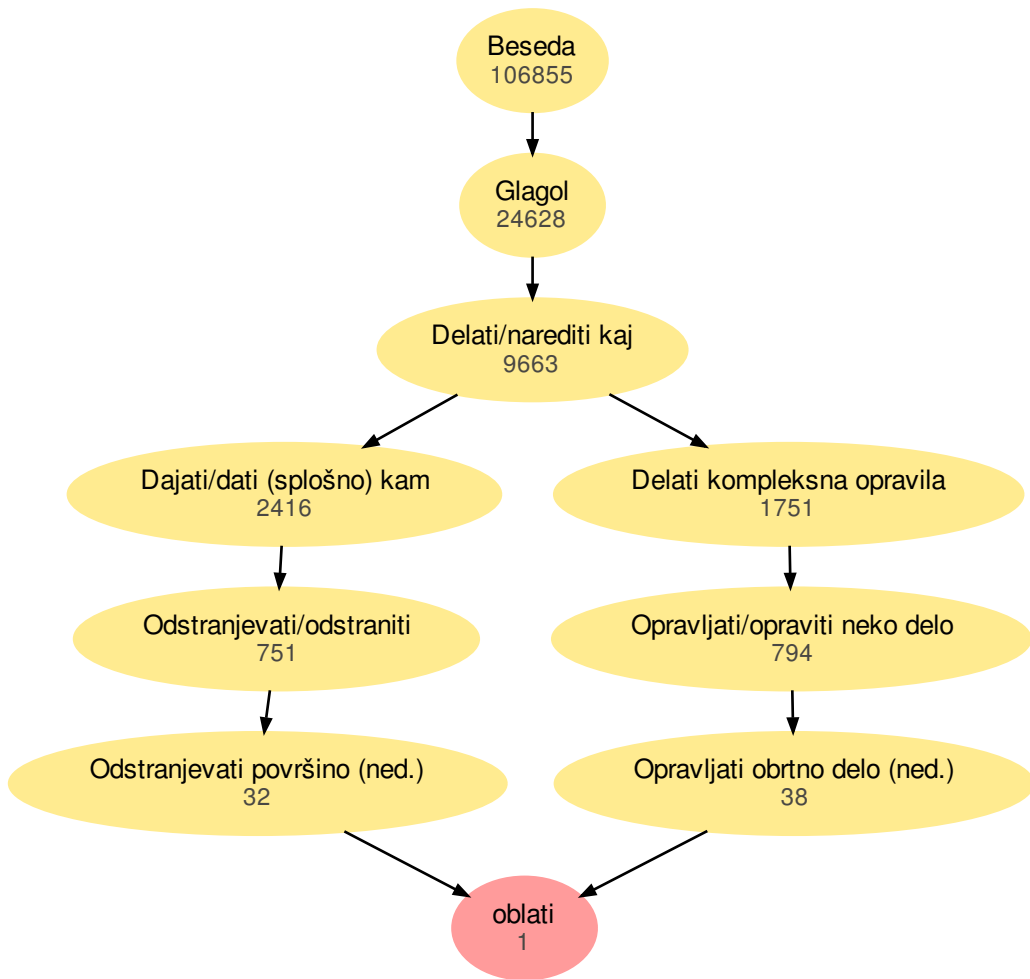 Beseda
106855
Glagol
24628
Delati/narediti kaj
9663
Dajati/dati (splošno) kam
2416
Delati kompleksna opravila
1751
Odstranjevati/odstraniti
751
Opravljati/opraviti neko delo
794
Odstranjevati površino (ned.)
32
Opravljati obrtno delo (ned.)
38
oblati
1